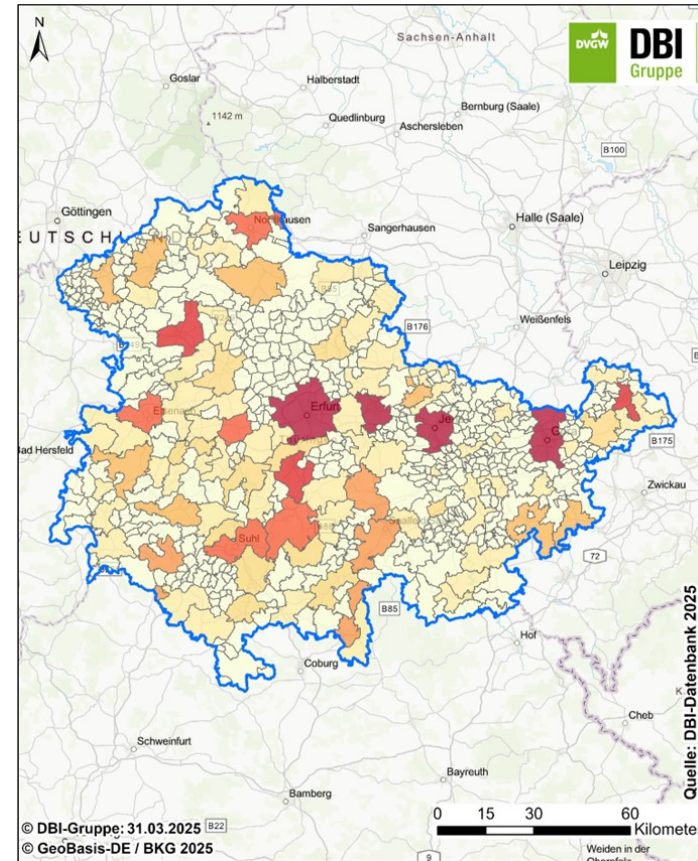 N
Sachsen-Anhalt
DVGW
DBI
Gruppe
Goslar
Halberstadt
1142 m
Quedlinburg
Bernburg (Saale)
Aschersleben
B100
Göttingen
Nordhausen
EUTSCHLAND
Sangerhausen
Halle (Saale)
Leipzig
B176
Weißenfels
Eisenach
Erfurt
Je
G
B175
Bad Hersfeld
Zwickau
Suhl
72
B85
Hof
Coburg
Cheb
Schweinfurt
Bayreuth
Bamberg
Quelle: DBI-Datenbank 2025
© DBI-Gruppe: 31.03.2025
B22
0 15 30 60
Kilomete
© GeoBasis-DE / BKG 2025
9
Weiden in der